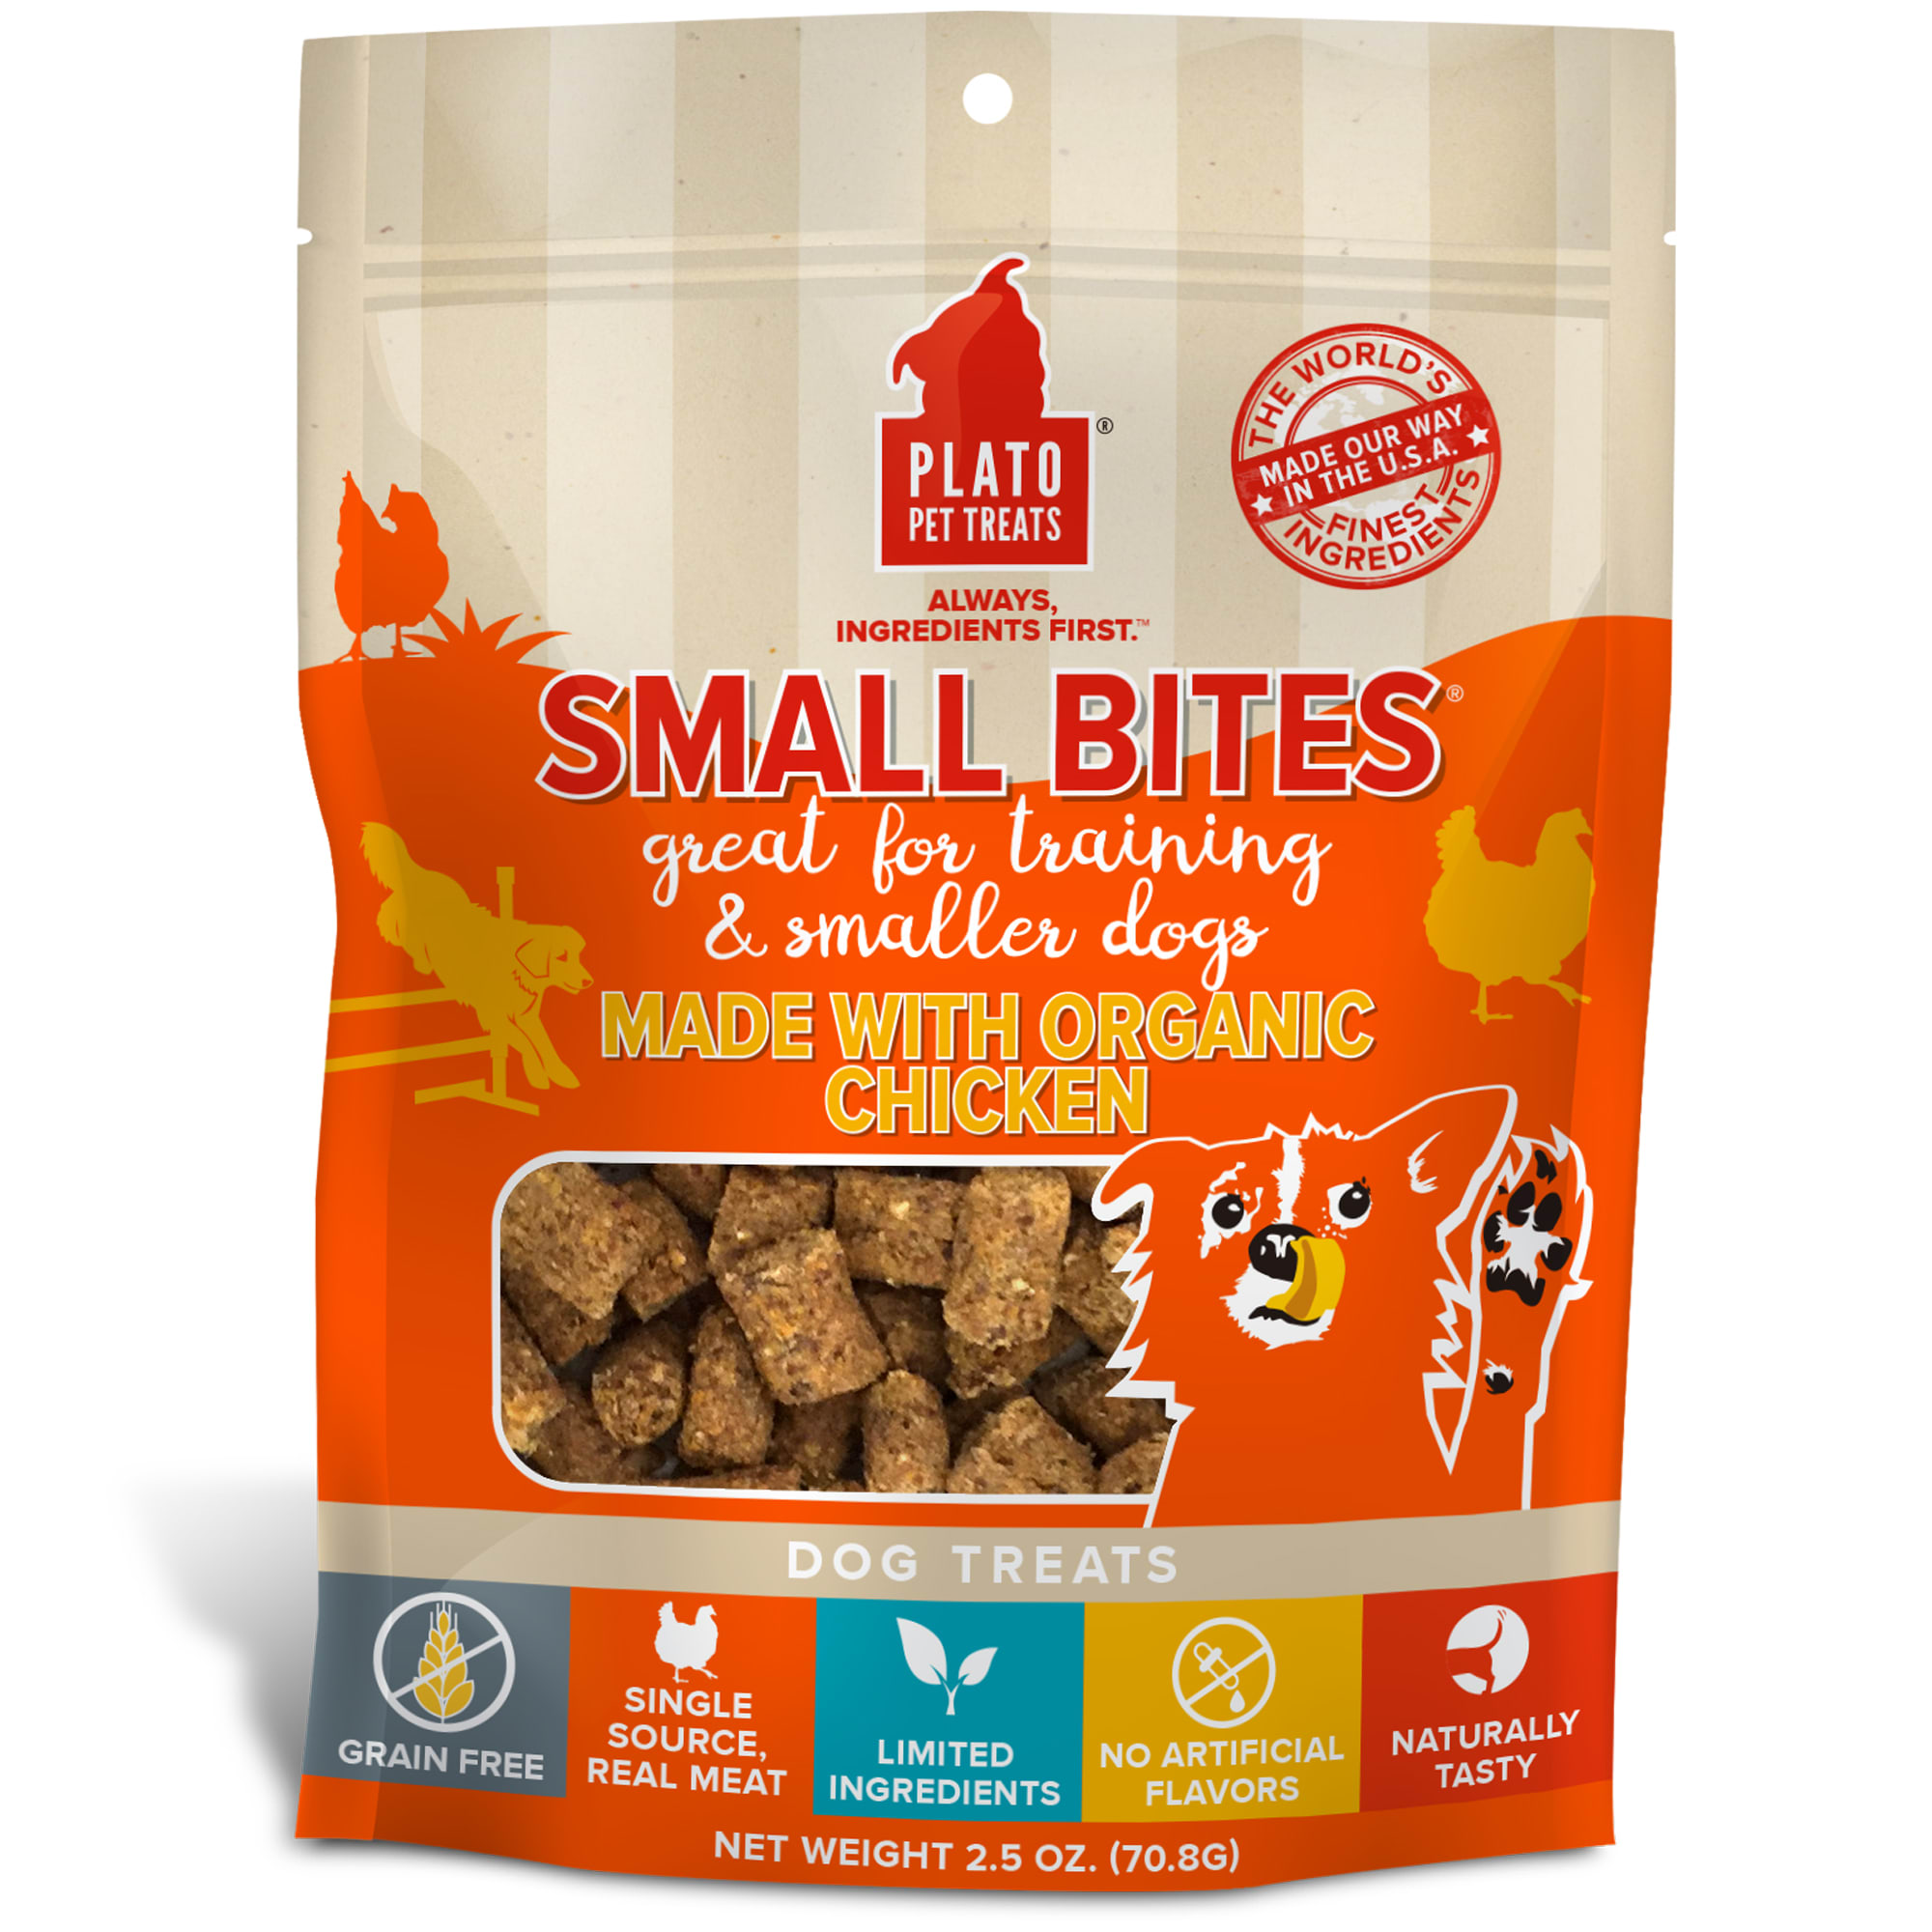 PLATO
®
PET TREATS
ALWAYS,
INGREDIENTS FIRST.™
THE WORLD'S
MADE OUR WAY
IN THE U.S.A.
FINEST
INGREDIENTS
SMALL BITES®
great for training
& smaller dogs
MADE WITH ORGANIC
CHICKEN
DOG TREATS
GRAIN FREE
SINGLE
SOURCE,
REAL MEAT
LIMITED
INGREDIENTS
NO ARTIFICIAL
FLAVORS
NATURALLY
TASTY
NET WEIGHT 2.5 OZ. (70.8G)